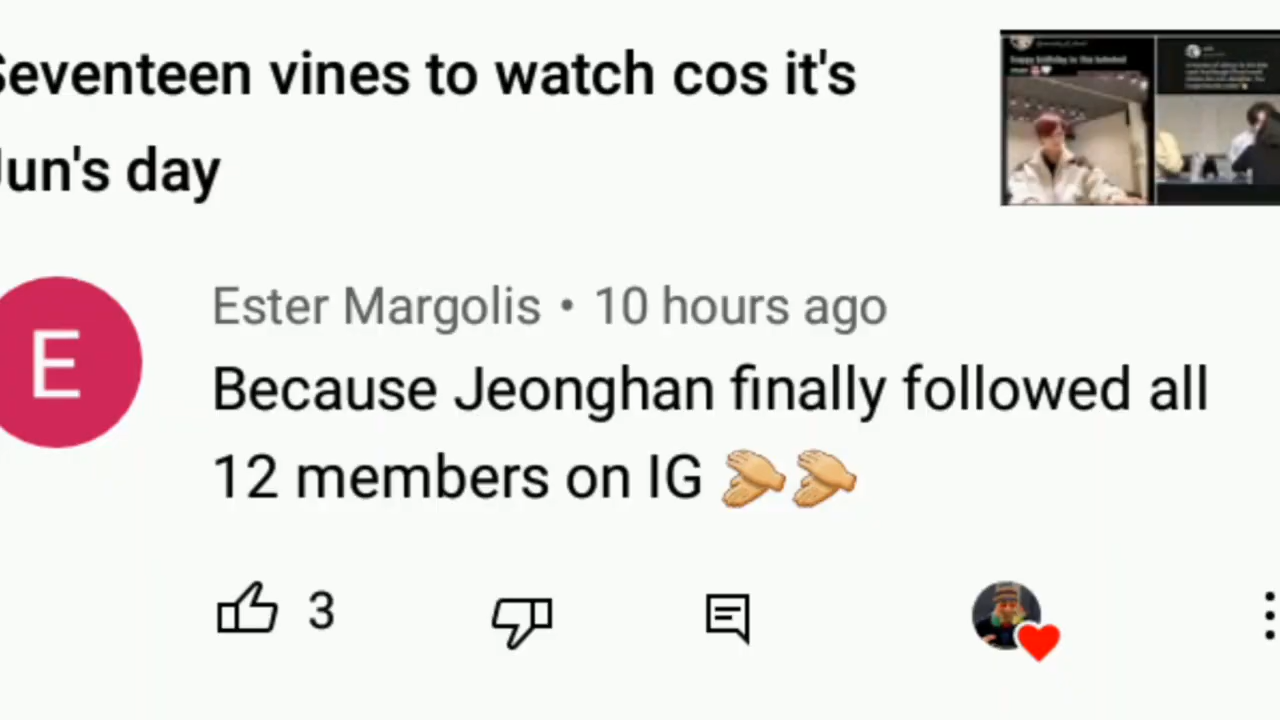 Seventeen vines to watch cos it's
Jun's day
E
Ester Margolis • 10 hours ago
Because Jeonghan finally followed all
12 members on IG 👏🏼👏🏼
3